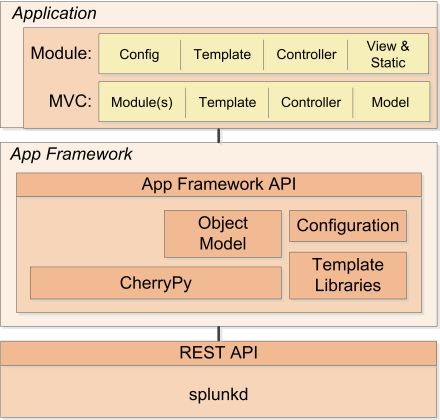 Application
Module: Config Template Controller View &
Static
MVC: Module(s) Template Controller Model
App Framework
App Framework API
Object
Model
Configuration
CherryPy
Template
Libraries
REST API
splunkd